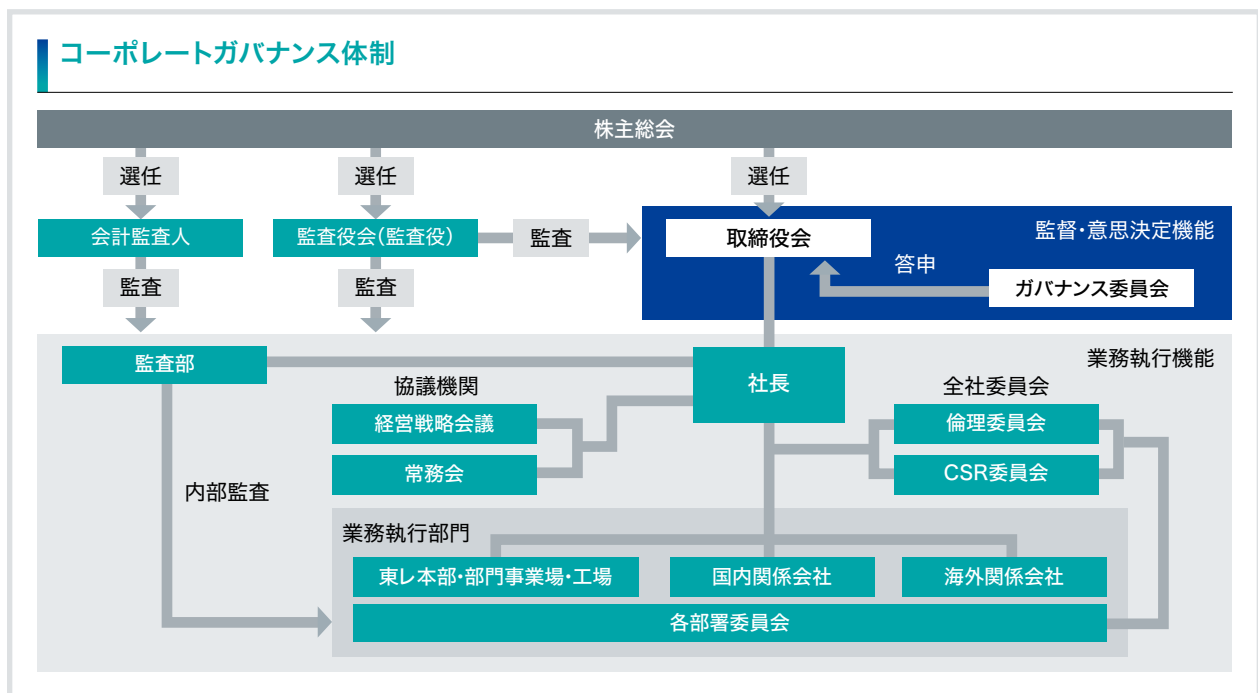 コーポレートガバナンス体制
株主総会
選任
選任
選任
会計監査人
監査役会(監査役)
監査
取締役会
監督・意思決定機能
答申
ガバナンス委員会
監査
監査
業務執行機能
監査部
社長
協議機関
全社委員会
経営戦略会議
倫理委員会
常務会
CSR委員会
内部監査
業務執行部門
東レ本部・部門事業場・工場
国内関係会社
海外関係会社
各部署委員会